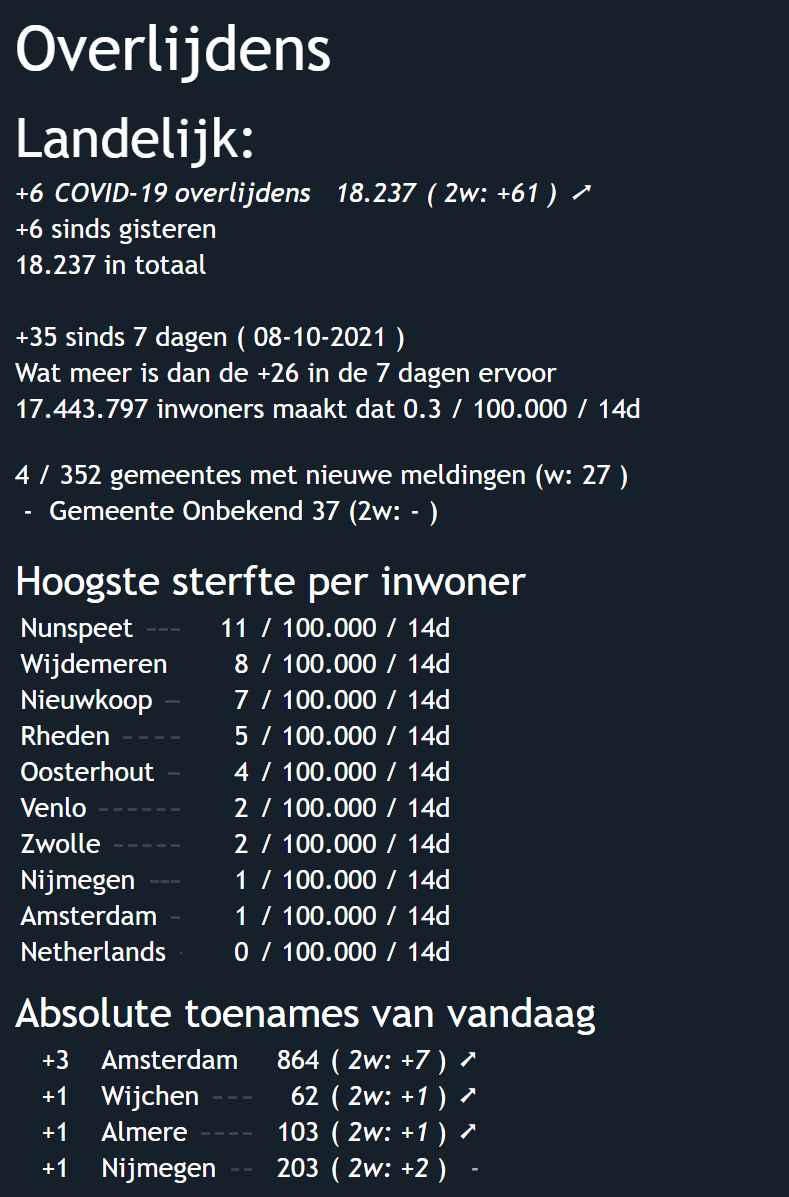 Overlijdens
Landelijk:
+6 COVID-19 overlijdens 18.237 ( 2w: +61 ) ➚
+6 sinds gisteren
18.237 in totaal
+35 sinds 7 dagen ( 08-10-2021 )
Wat meer is dan de +26 in de 7 dagen ervoor
17.443.797 inwoners maakt dat 0.3 / 100.000 / 14d
4 / 352 gemeentes met nieuwe meldingen (w: 27 )
- Gemeente Onbekend 37 (2w: - )
Hoogste sterfte per inwoner
Nunspeet --- 11 / 100.000 / 14d
Wijdemeren 8 / 100.000 / 14d
Nieuwkoop - 7 / 100.000 / 14d
Rheden ---- 5 / 100.000 / 14d
Oosterhout - 4 / 100.000 / 14d
Venlo ------ 2 / 100.000 / 14d
Zwolle ----- 2 / 100.000 / 14d
Nijmegen --- 1 / 100.000 / 14d
Amsterdam - 1 / 100.000 / 14d
Netherlands 0 / 100.000 / 14d
Absolute toenames van vandaag
+3 Amsterdam 864 ( 2w: +7 ) ➚
+1 Wijchen --- 62 ( 2w: +1 ) ➚
+1 Almere ---- 103 ( 2w: +1 ) ➚
+1 Nijmegen -- 203 ( 2w: +2 ) -